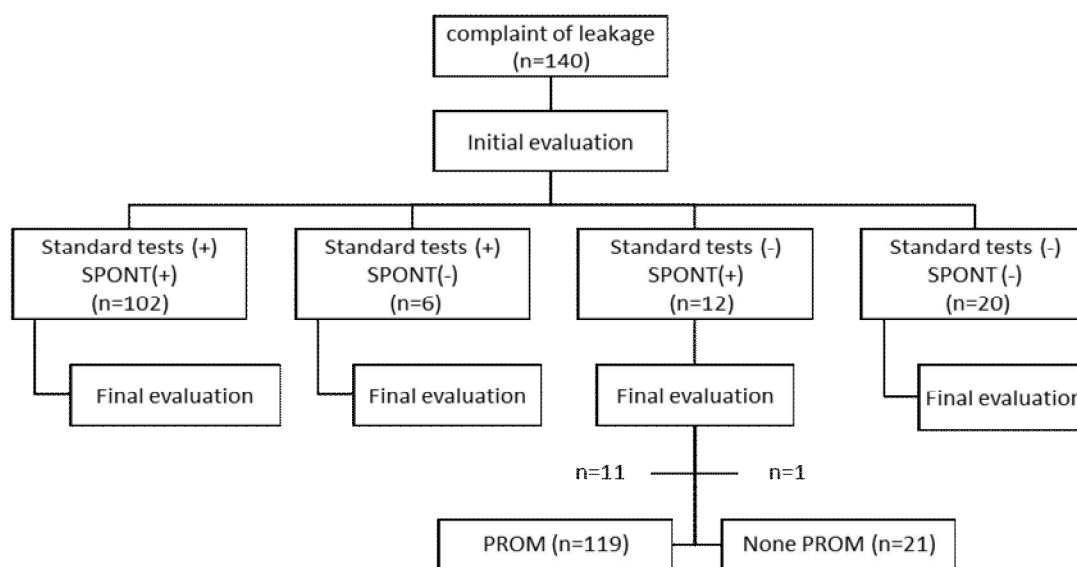 complaint of leakage
(n=140)
Initial evaluation
Standard tests (+)
SPONT(+)
(n=102)
Standard tests (+)
SPONT(-)
(n=6)
Standard tests (-)
SPONT(+)
(n=12)
Standard tests (-)
SPONT (-)
(n=20)
Final evaluation
Final evaluation
Final evaluation
Final evaluation
n=11
n=1
PROM (n=119)
None PROM (n=21)